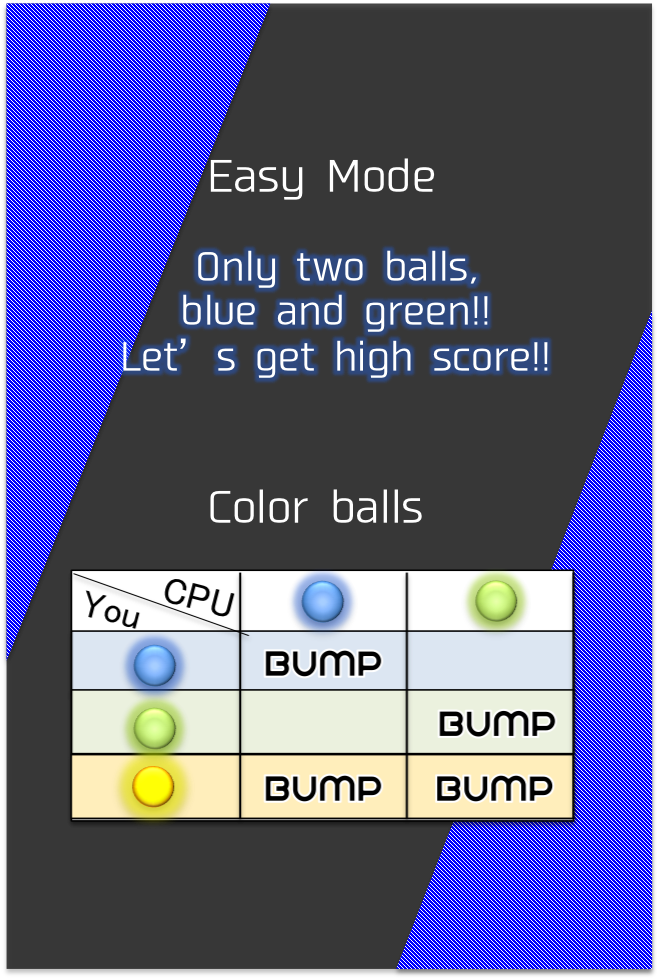 Easy Mode
Only two balls,
blue and green!!
Let’s get high score!!
Color balls
CPU
You
BUMP
BUMP
BUMP BUMP